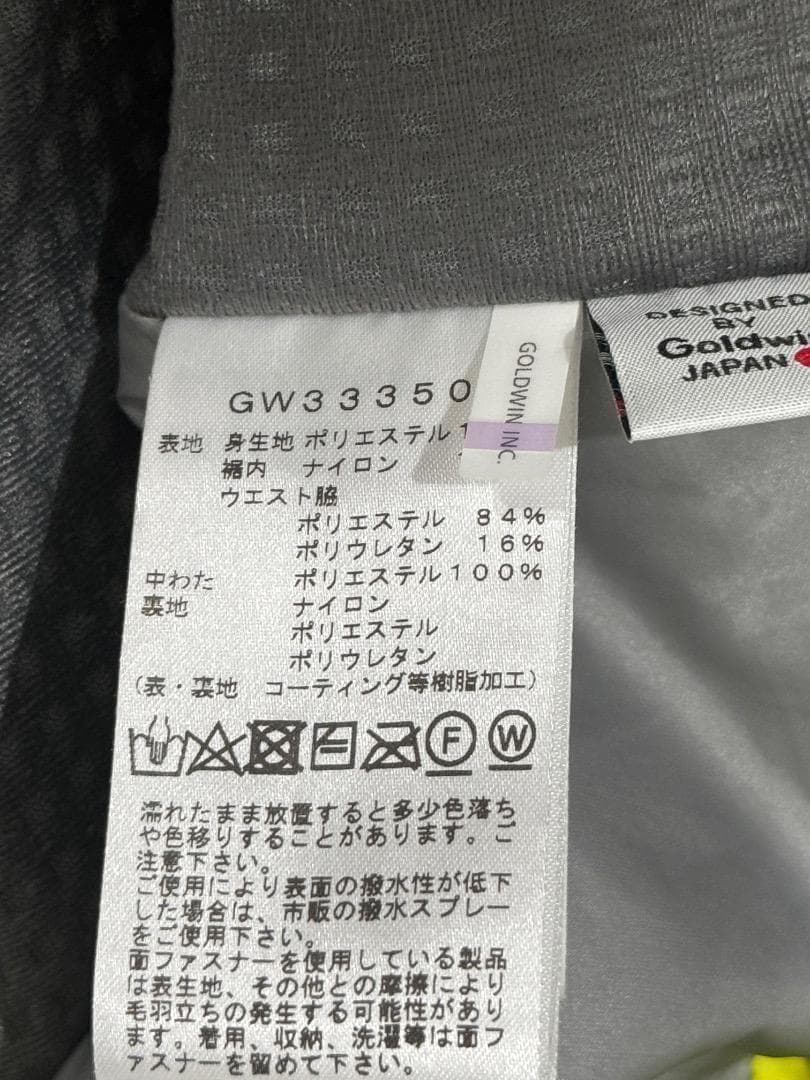 DESIGNED
BY
Goldwi
JAPAN
GOLDWIN INC.
GW33350
表地 身生地 ポリエステル1
裾内 ナイロン
ウエスト脇
ポリエステル 84%
ポリウレタン 16%
中わた ポリエステル100%
裏地 ナイロン
ポリエステル
ポリウレタン
(表・裏地 コーティング等樹脂加工)
F W
濡れたまま放置すると多少色落ち
や色移りすることがあります。ご
注意下さい。
ご使用により表面の撥水性が低下
した場合は、市販の撥水スプレー
をご使用下さい。
面ファスナーを使用している製品
は表生地、その他との摩擦により
毛羽立ちの発生する可能性があり
ます。着用、収納、洗濯等は面フ
ァスナーを留めて下さい。